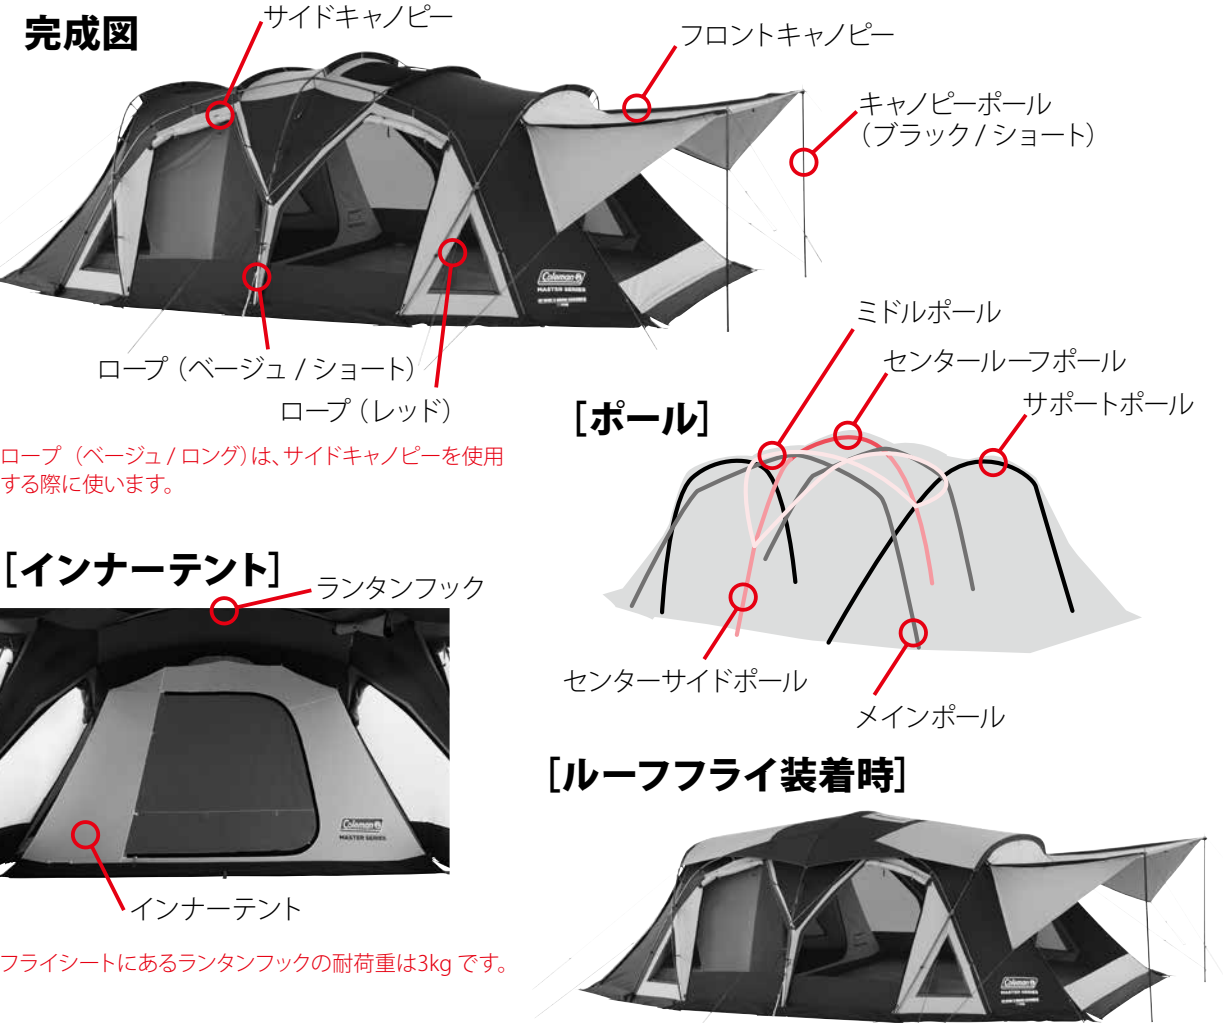 完成図
サイドキャノピー
フロントキャノピー
キャノピーポール
（ブラック / ショート）
Coleman
MASTER SERIES
ロープ（ベージュ / ショート）
ロープ（レッド）
ロープ（ベージュ / ロング）は、サイドキャノピーを使用
する際に使います。
［ポール］
ミドルポール
センタールーフポール
サポートポール
センターサイドポール
メインポール
［インナーテント］
ランタンフック
Coleman
MASTER SERIES
インナーテント
フライシートにあるランタンフックの耐荷重は3kg です。
［ルーフフライ装着時］
Coleman
MASTER SERIES